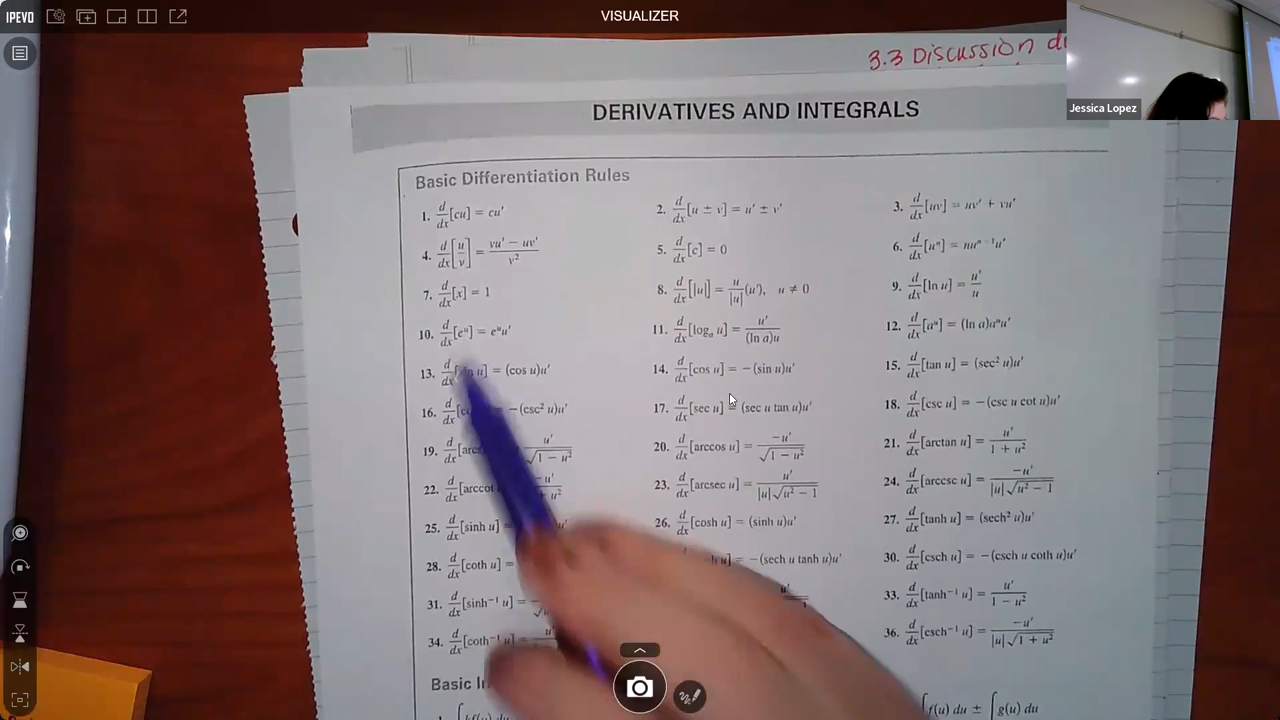 IPEVO
VISUALIZER
3.3 Discussion
Jessica Lopez
DERIVATIVES AND INTEGRALS
Basic Differentiation Rules
1. d/dx[cu] = cu'
2. d/dx[u ± v] = u' ± v'
3. d/dx[uv] = uv' + vu'
4. d/dx[u/v] = vu' − uv'/v²
5. d/dx[c] = 0
6. d/dx[uⁿ] = nuⁿ⁻¹u'
7. d/dx[x] = 1
8. d/dx[|u|] = u/|u|(u'), u ≠ 0
9. d/dx[ln u] = u'/u
10. d/dx[eᵘ] = eᵘu'
11. d/dx[logₐ u] = u'/(ln a)u
12. d/dx[aᵘ] = (ln a)aᵘu'
13. d/dx u] = (cos u)u'
14. d/dx[cos u] = −(sin u)u'
15. d/dx[tan u] = (sec² u)u'
16. d/dx = −(csc² u)u'
17. d/dx[sec u] = (sec u tan u)u'
18. d/dx[csc u] = −(csc u cot u)u'
19. d/dx u'/√1 − u²
20. d/dx[arccos u] = −u'/√1 − u²
21. d/dx[arctan u] = u'/1 + u²
22. d/dx[arccot −u' + u²
23. d/dx[arcsec u] = u'/|u|√u² − 1
24. d/dx[arccsc u] = −u'/|u|√u² − 1
25. d/dx[sinh u] = u)u'
26. d/dx[cosh u] = (sinh u)u'
27. d/dx[tanh u] = (sech² u)u'
28. d/dx[coth u] =
u] = −(sech u tanh u)u'
30. d/dx[csch u] = −(csch u coth u)u'
31. d/dx[sinh⁻¹ u] =
u'
33. d/dx[tanh⁻¹ u] = u'/1 − u²
34. d/dx[coth⁻¹ u] =
36. d/dx[csch⁻¹ u] = −u'/|u|√1 + u²
Basic
∫f(u) du ± ∫g(u) du